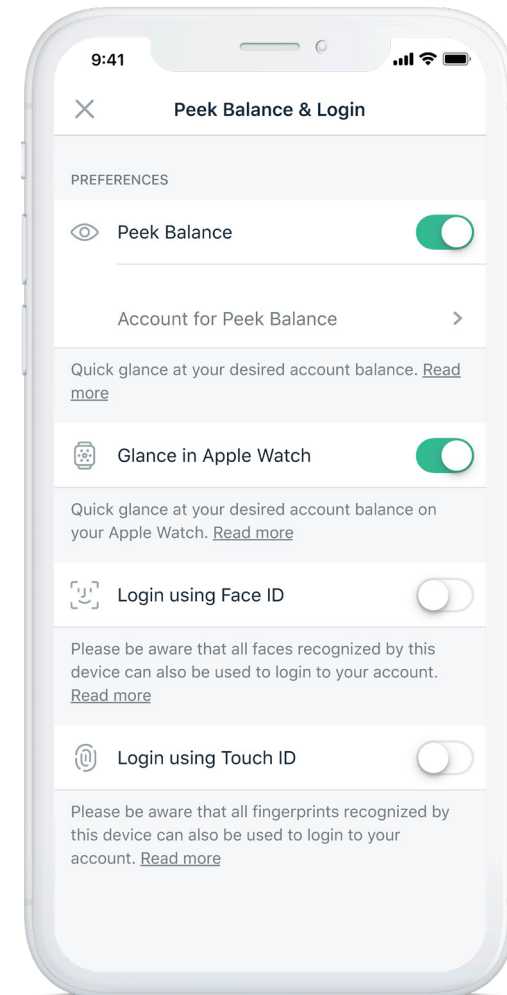 9:41
Peek Balance & Login
PREFERENCES
Peek Balance
Account for Peek Balance
Quick glance at your desired account balance. Read
more
Glance in Apple Watch
Quick glance at your desired account balance on
your Apple Watch. Read more
Login using Face ID
Please be aware that all faces recognized by this
device can also be used to login to your account.
Read more
Login using Touch ID
Please be aware that all fingerprints recognized by
this device can also be used to login to your
account. Read more